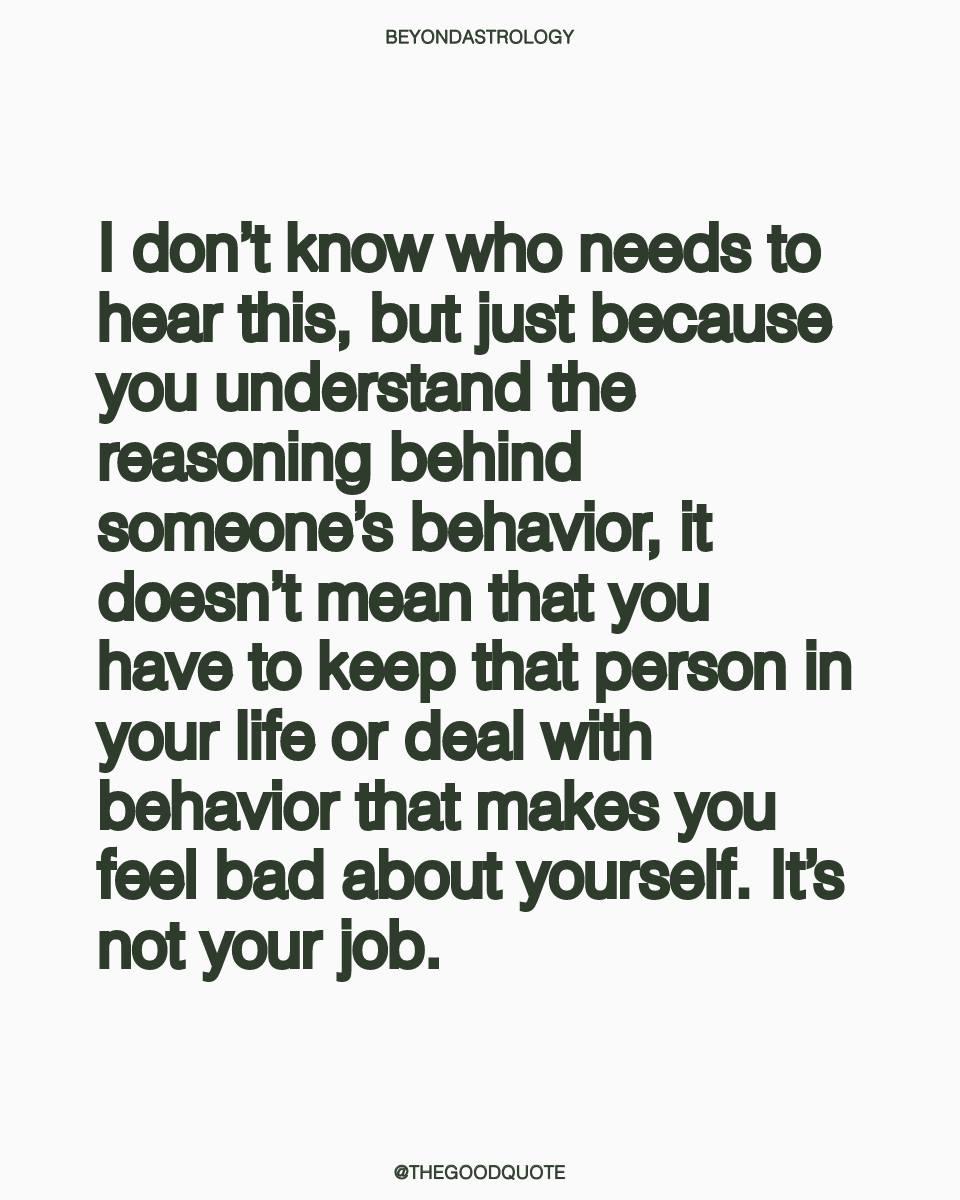 BEYONDASTROLOGY
I don’t know who needs to
hear this, but just because
you understand the
reasoning behind
someone’s behavior, it
doesn’t mean that you
have to keep that person in
your life or deal with
behavior that makes you
feel bad about yourself. It’s
not your job.
@THEGOODQUOTE